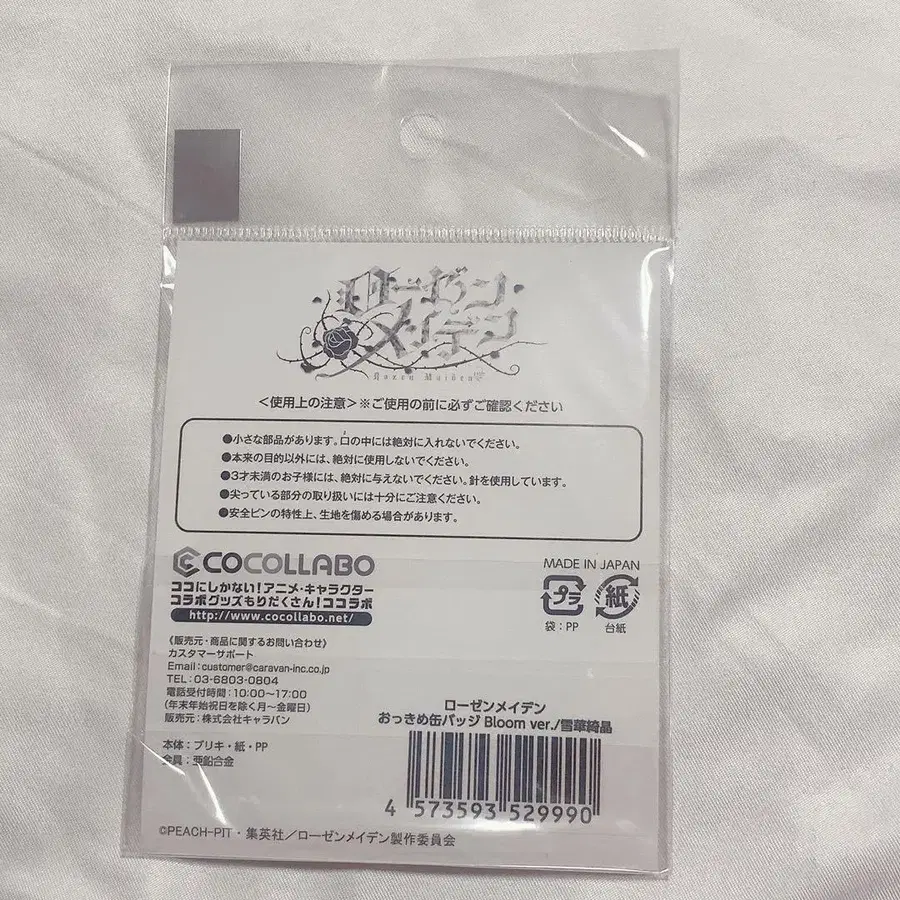 ローゼン
メイデン
Rozen Maiden
<使用上の注意>※ご使用の前に必ずご確認ください
●小さな部品があります。口の中には絶対に入れないでください。
●本来の目的以外には、絶対に使用しないでください。
●3才未満のお子様には、絶対に与えないでください。針を使用しています。
●尖っている部分の取り扱いには十分にご注意ください。
●安全ピンの特性上、生地を傷める場合があります。
COCOLLABO
ココにしかない!アニメ・キャラクター
コラボグッズもりだくさん!ココラボ
http://www.cocollabo.net/
《販売元・商品に関するお問い合わせ》
カスタマーサポート
Email:customer@caravan-inc.co.jp
TEL:03-6803-0804
電話受付時間:10:00~17:00
(年末年始祝日を除く月~金曜日)
販売元:株式会社キャラバン
本体:ブリキ・紙・PP
金具:亜鉛合金
MADE IN JAPAN
プラ
紙
袋:PP
台紙
ローゼンメイデン
おっきめ缶バッジ Bloom ver./雪華綺晶
4 573593 529990
©PEACH-PIT・集英社/ローゼンメイデン製作委員会